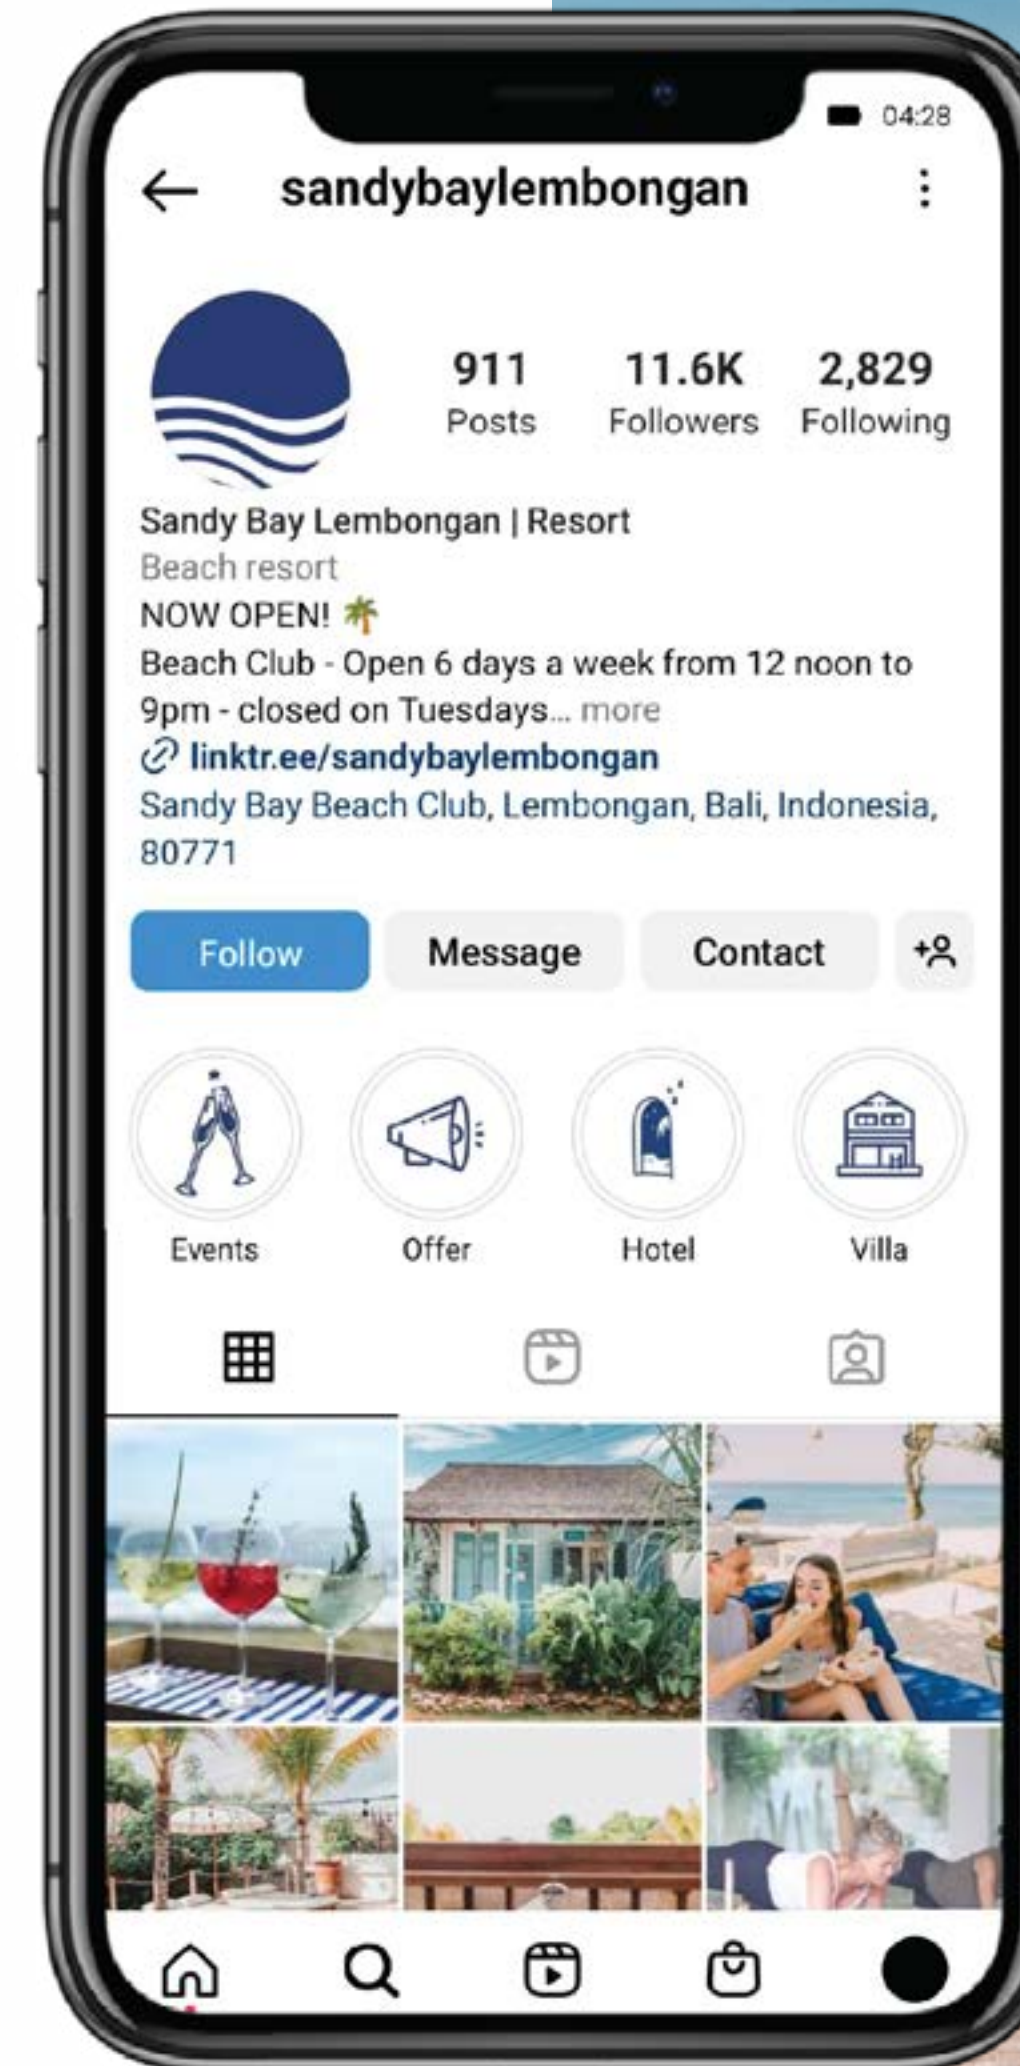 04:28
sandybaylembongan
911 11.6K 2,829
Posts Followers Following
Sandy Bay Lembongan | Resort
Beach resort
NOW OPEN! 🌴
Beach Club - Open 6 days a week from 12 noon to
9pm - closed on Tuesdays... more
linktr.ee/sandybaylembongan
Sandy Bay Beach Club, Lembongan, Bali, Indonesia,
80771
Follow Message Contact
Events Offer Hotel Villa